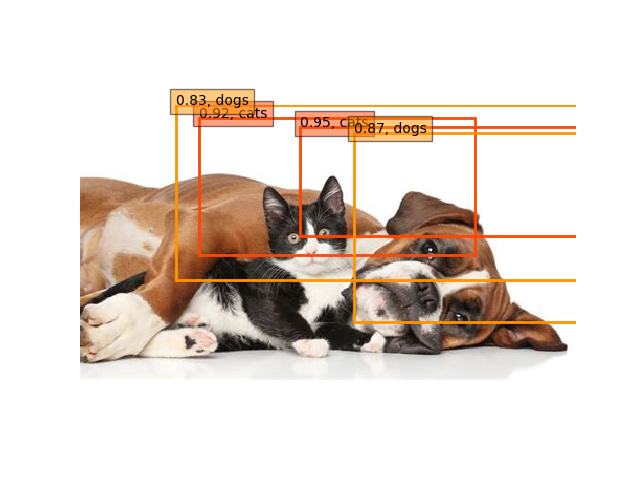 0.83, dogs
0.92, cats
0.95, cats
0.87, dogs